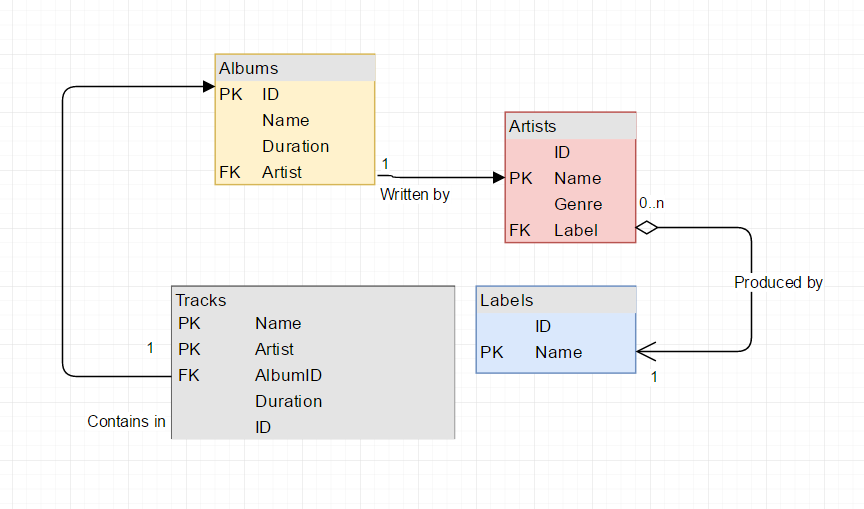 Albums
PK ID
Name
Duration
FK Artist
1
Written by
Artists
ID
PK Name
Genre
FK Label
0..n
Produced by
1
Labels
ID
PK Name
Tracks
PK Name
PK Artist
FK AlbumID
Duration
ID
1
Contains in